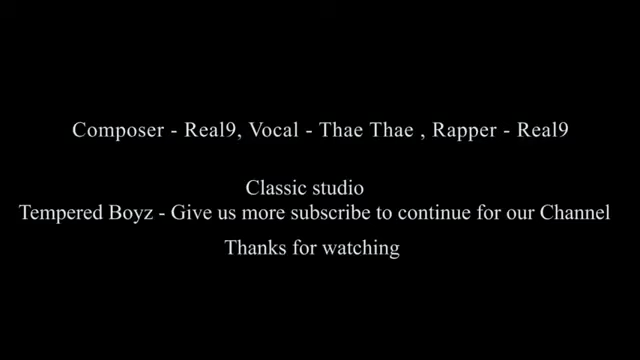 Composer - Real9, Vocal - Thae Thae , Rapper - Real9
Classic studio
Tempered Boyz - Give us more subscribe to continue for our Channel
Thanks for watching